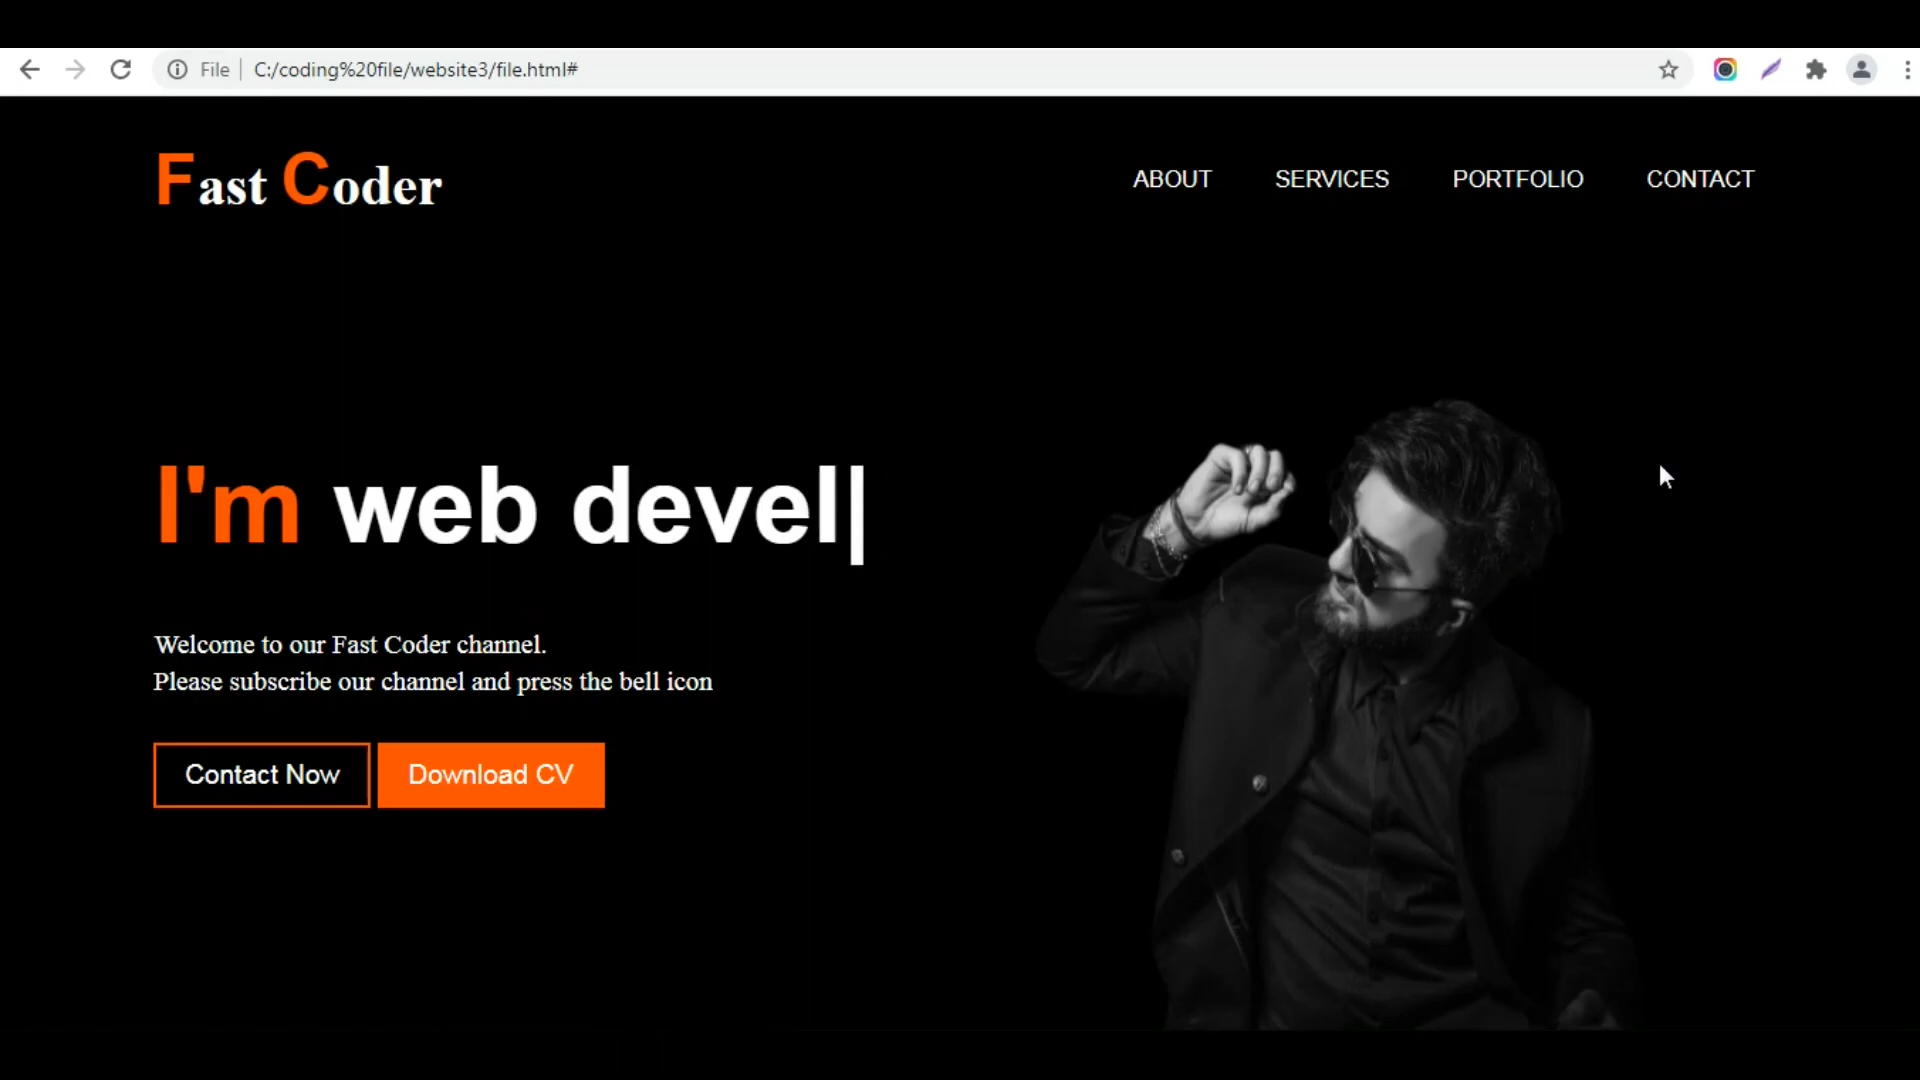 File | C:/coding%20file/website3/file.html#
Fast Coder
ABOUT SERVICES PORTFOLIO CONTACT
I'm web devel|
Welcome to our Fast Coder channel.
Please subscribe our channel and press the bell icon
Contact Now Download CV